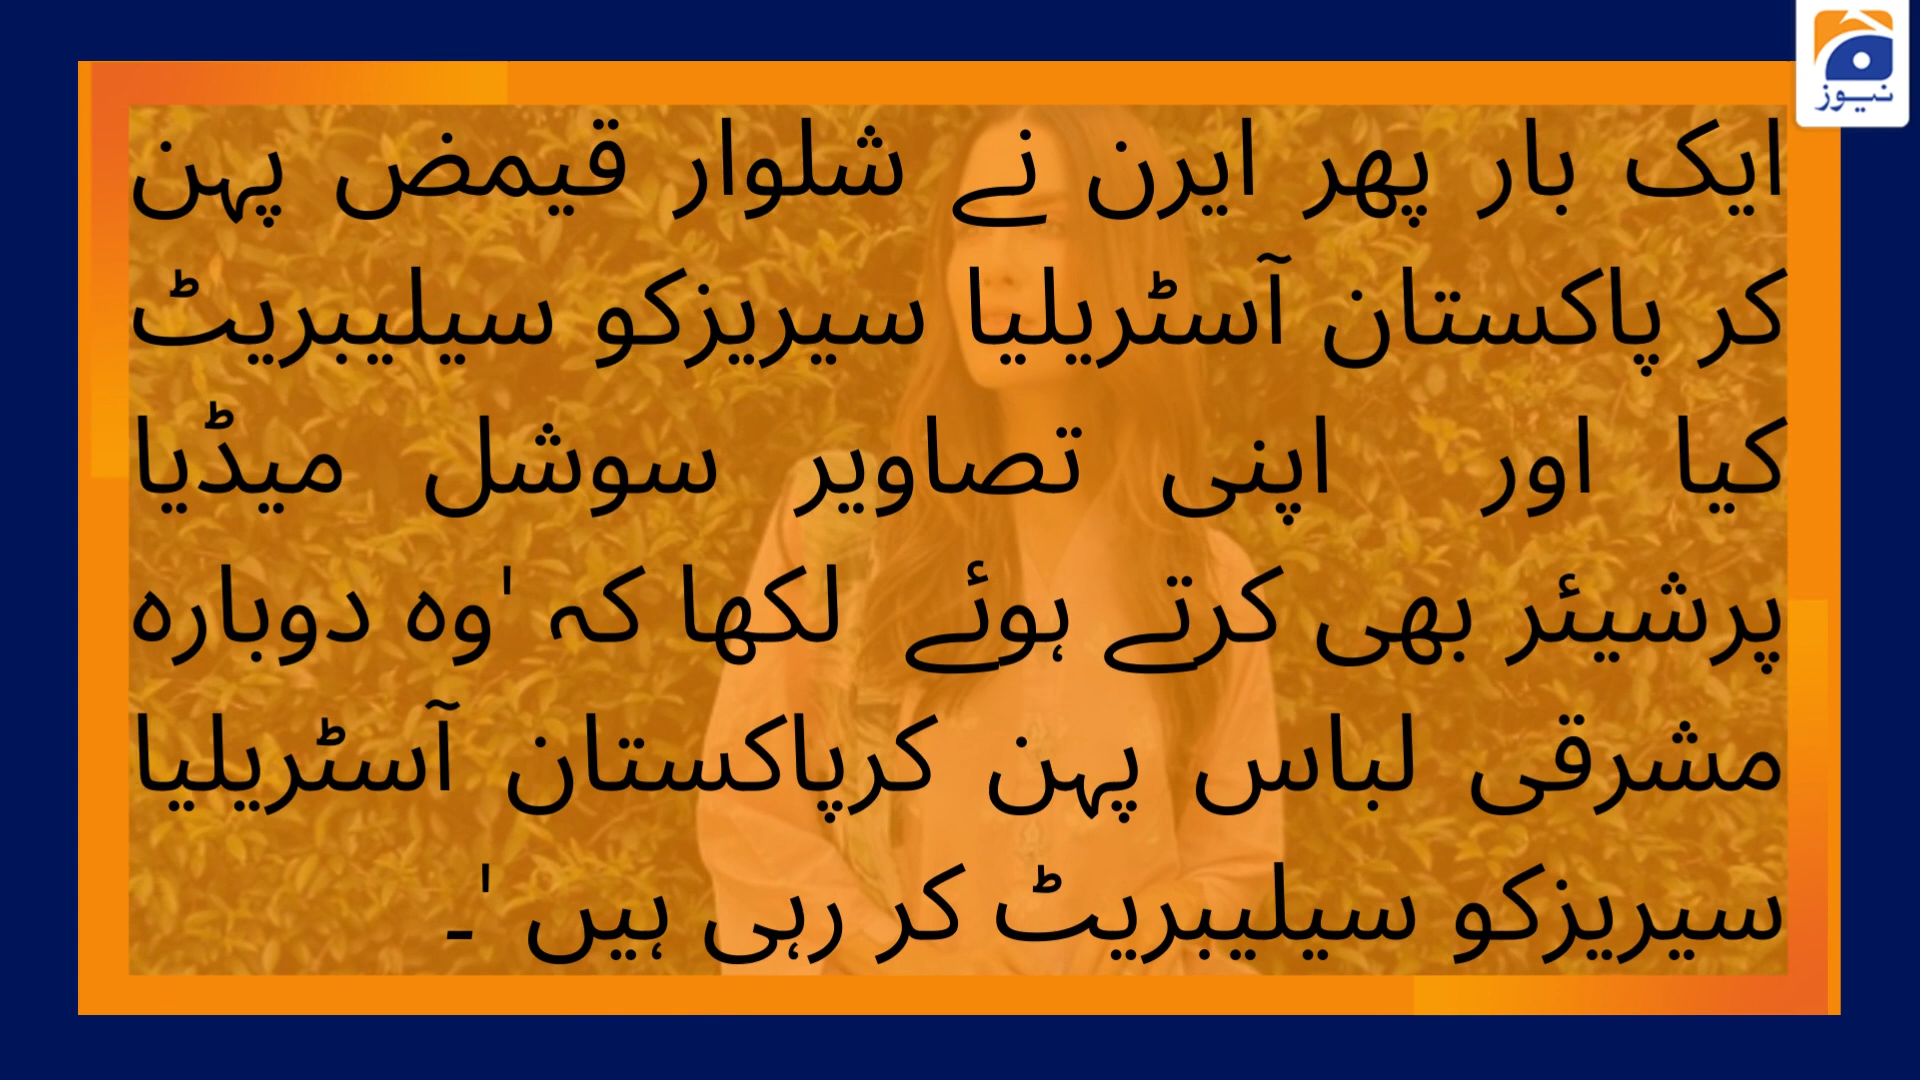 نیوز
ایک بار پھر ایرن نے شلوار قیمض پہن
کر پاکستان آسٹریلیا سیریزکو سیلیبریٹ
کیا اور اپنی تصاویر سوشل میڈیا
پرشیئر بھی کرتے ہوئے لکھا کہ 'وہ دوبارہ
مشرقی لباس پہن کرپاکستان آسٹریلیا
سیریزکو سیلیبریٹ کر رہی ہیں'۔